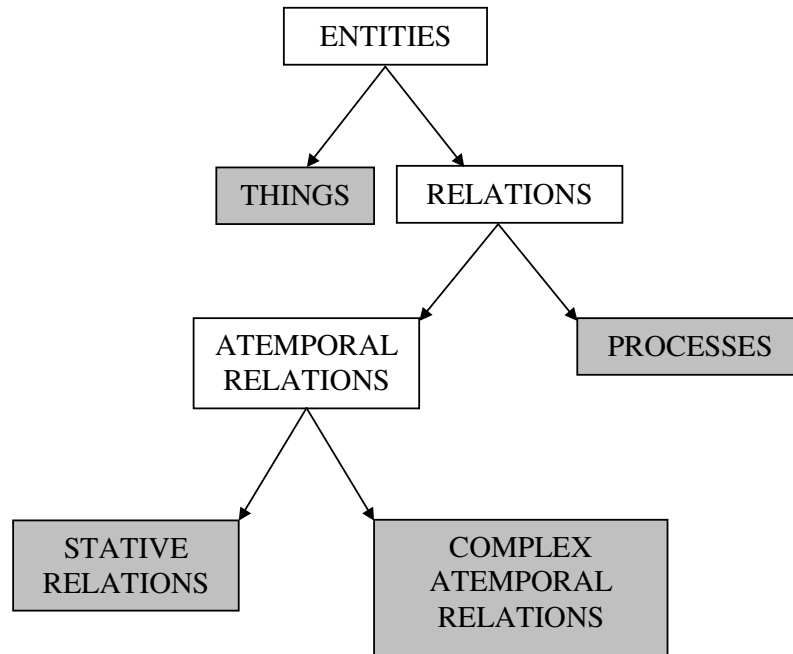 ENTITIES
THINGS
RELATIONS
ATEMPORAL
RELATIONS
PROCESSES
STATIVE
RELATIONS
COMPLEX
ATEMPORAL
RELATIONS